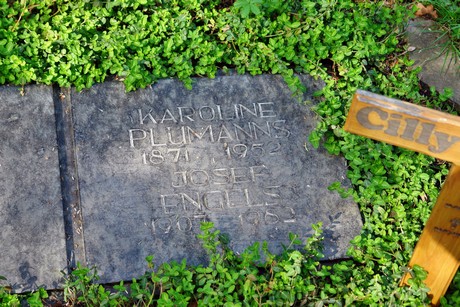 KAROLINE
PLUMANNS
1871 1952
JOSEF
ENGELS
Cilly